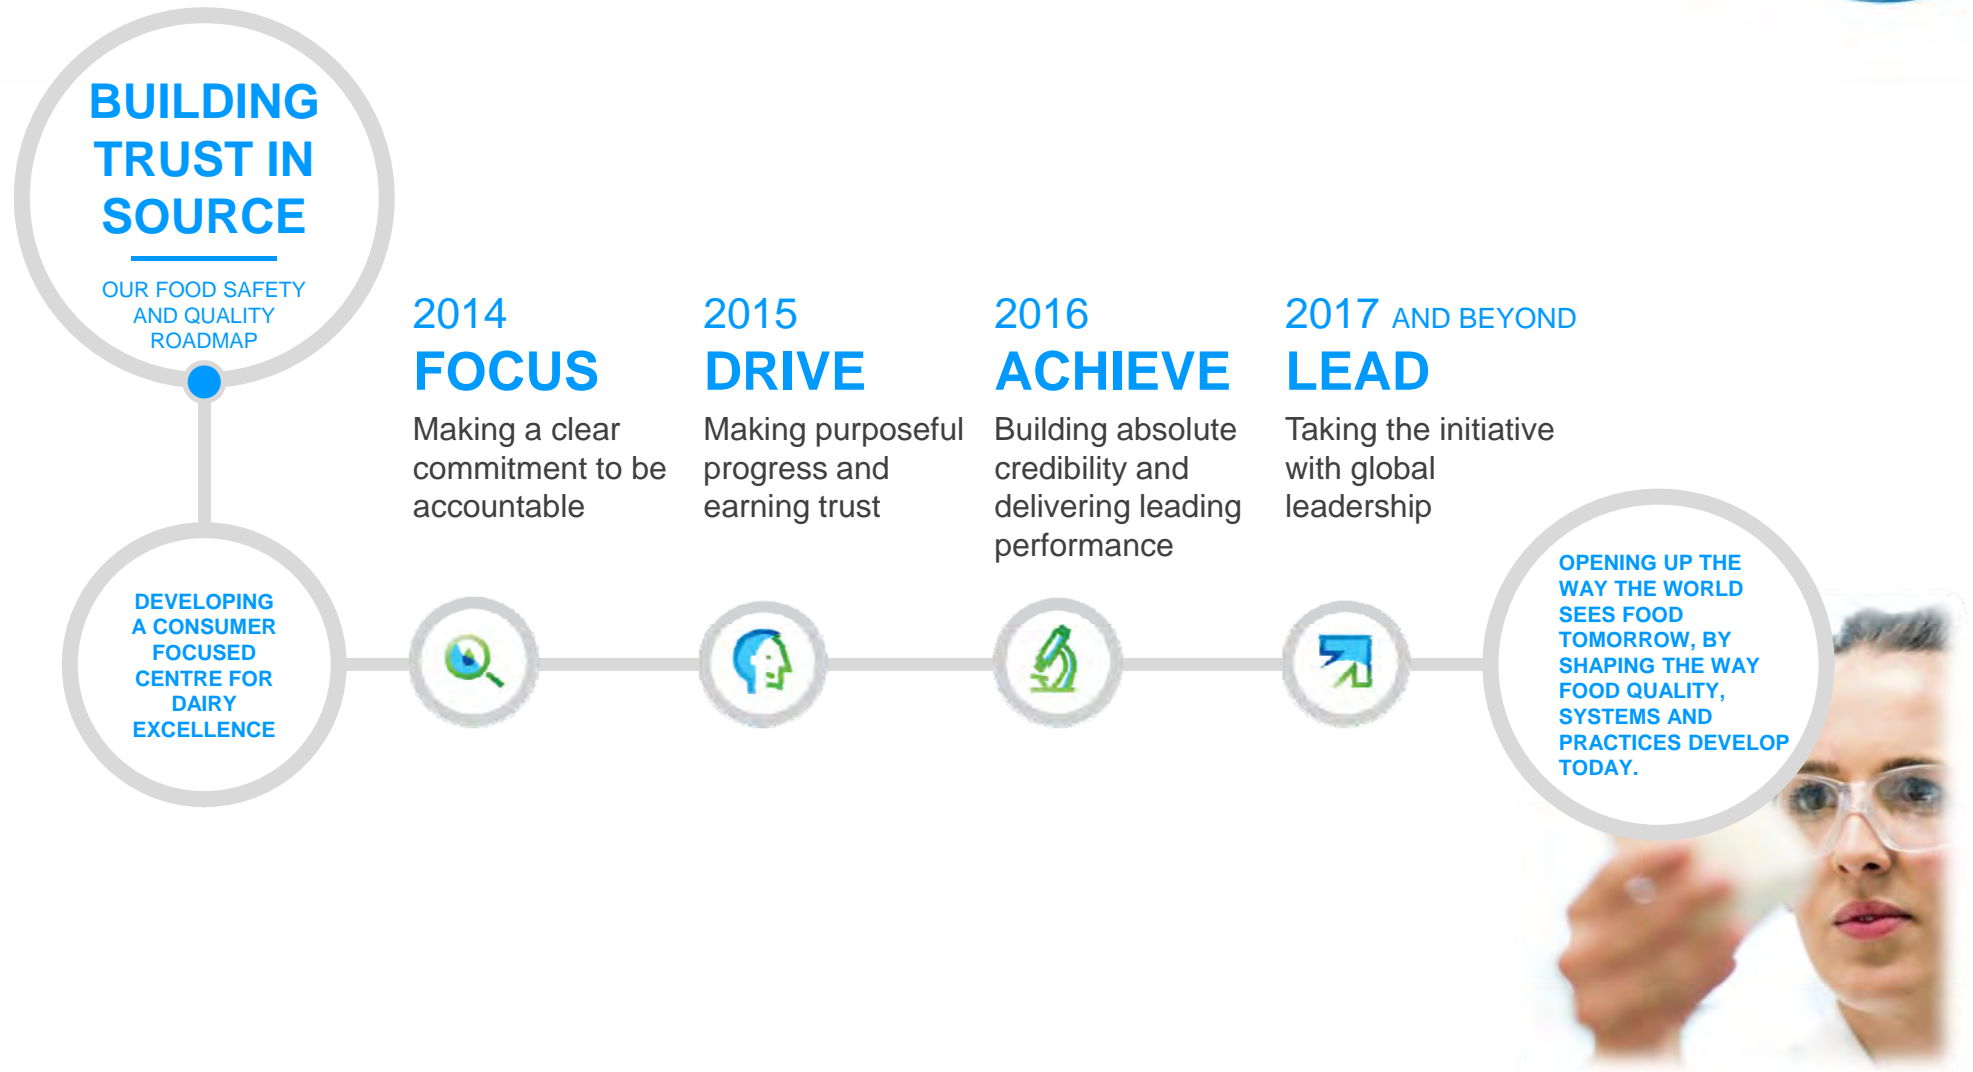 BUILDING
TRUST IN
SOURCE
OUR FOOD SAFETY
AND QUALITY
ROADMAP
2014
FOCUS
Making a clear
commitment to be
accountable
2015
DRIVE
Making purposeful
progress and
earning trust
2016
ACHIEVE
Building absolute
credibility and
delivering leading
performance
2017 AND BEYOND
LEAD
Taking the initiative
with global
leadership
DEVELOPING
A CONSUMER
FOCUSED
CENTRE FOR
DAIRY
EXCELLENCE
OPENING UP THE
WAY THE WORLD
SEES FOOD
TOMORROW, BY
SHAPING THE WAY
FOOD QUALITY,
SYSTEMS AND
PRACTICES DEVELOP
TODAY.